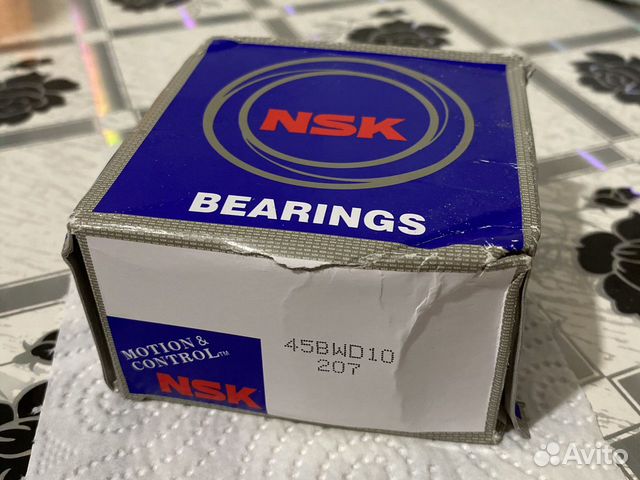 NSK
BEARINGS
MOTION &
CONTROL™
NSK
45BWD10
207
Avito